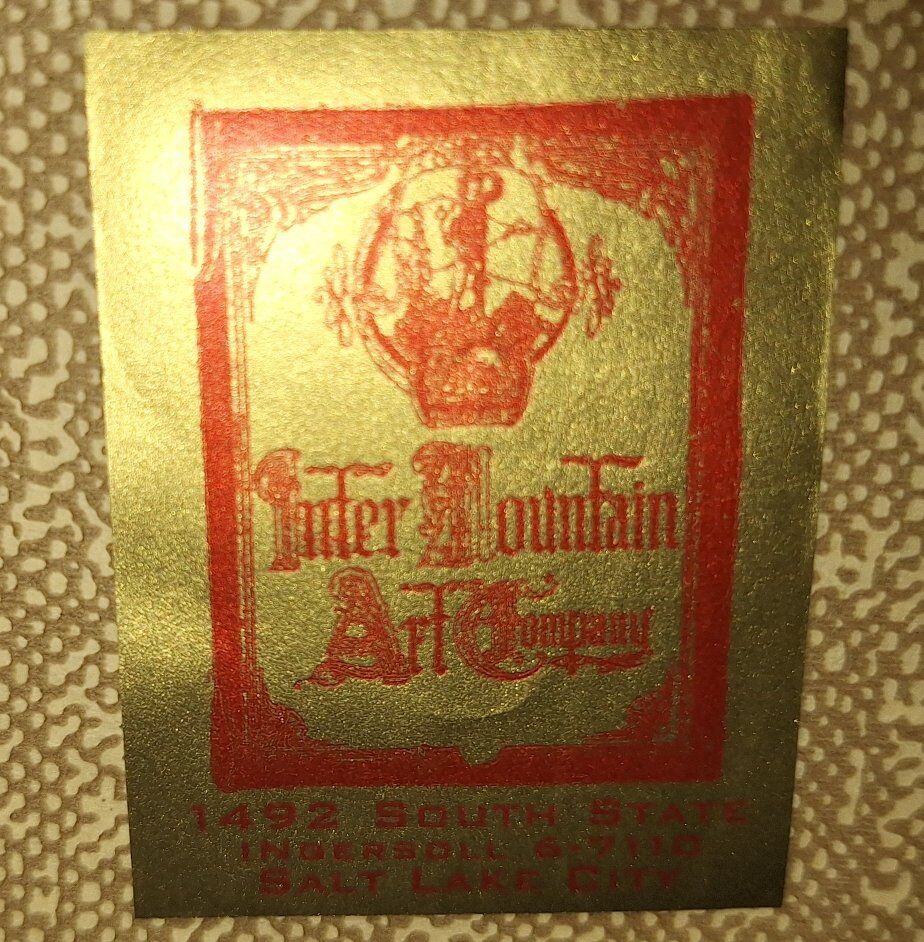 Inter Mountain
Art Company
1492 South State
Ingersoll 6-7110
Salt Lake City